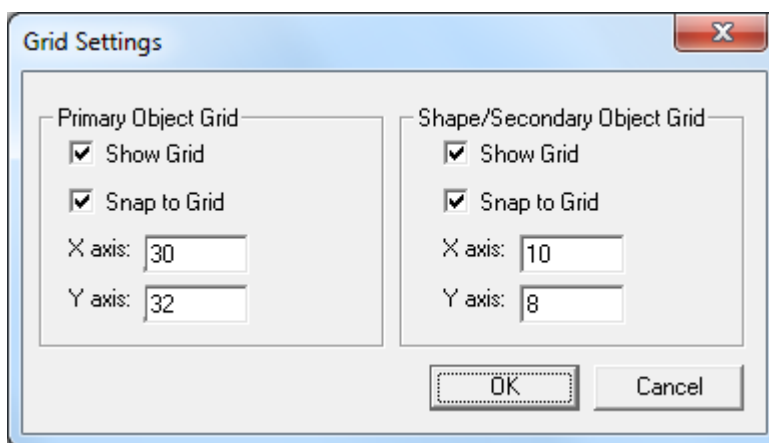 Grid Settings
Primary Object Grid
Show Grid
Snap to Grid
X axis: 30
Y axis: 32
Shape/Secondary Object Grid
Show Grid
Snap to Grid
X axis: 10
Y axis: 8
OK
Cancel